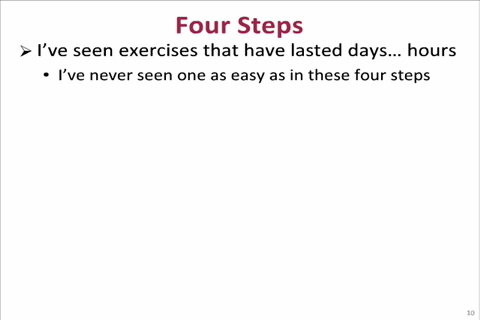 Four Steps
➢ I've seen exercises that have lasted days... hours
• I've never seen one as easy as in these four steps
10